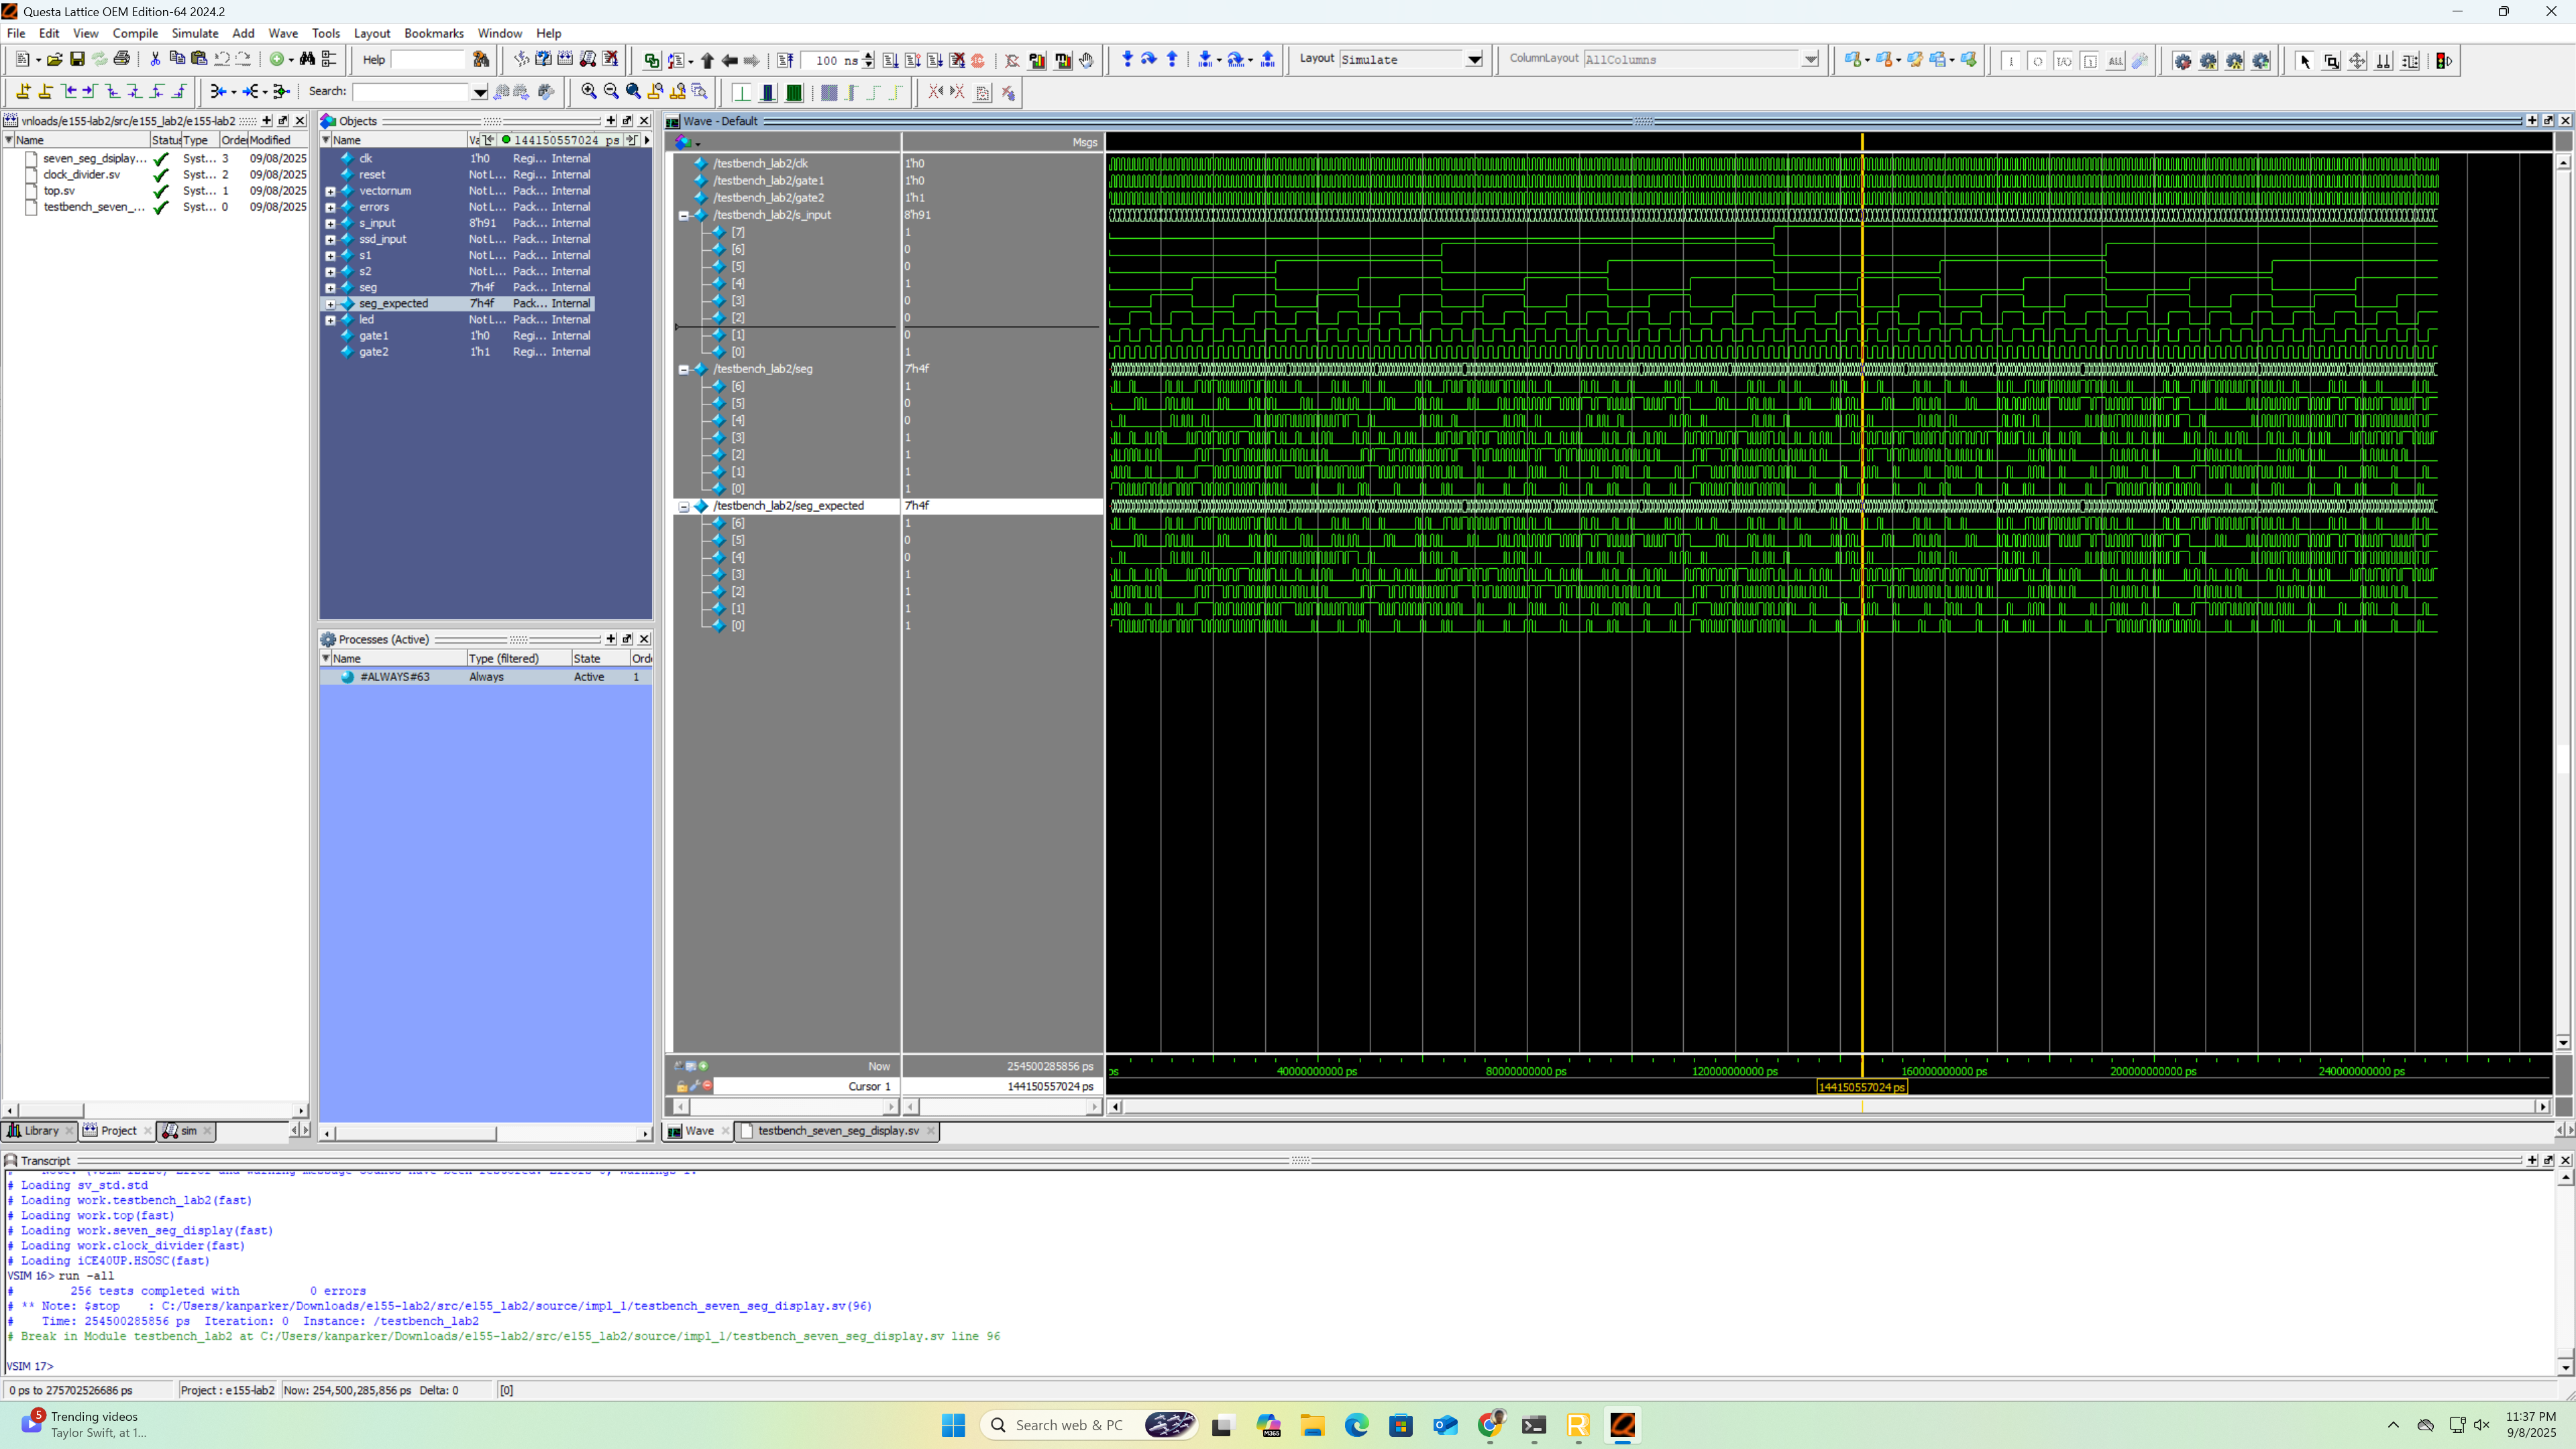 Questa Lattice OEM Edition-64 2024.2
File Edit View Compile Simulate Add Wave Tools Layout Bookmarks Window Help
Help 100 ns Layout Simulate ColumnLayout AllColumns
Search:
vnloads/e155-lab2/src/e155_lab2/e155-lab2
Name Status Type Order Modified
seven_seg_dsiplay... Syst... 3 09/08/2025
clock_divider.sv Syst... 2 09/08/2025
top.sv Syst... 1 09/08/2025
testbench_seven_... Syst... 0 09/08/2025
Library Project sim
Objects
Name 144150557024 ps
clk 1'h0 Regi... Internal
reset Not L... Regi... Internal
vectornum Not L... Pack... Internal
errors Not L... Pack... Internal
s_input 8'h91 Pack... Internal
ssd_input Not L... Pack... Internal
s1 Not L... Pack... Internal
s2 Not L... Pack... Internal
seg 7'h4f Pack... Internal
seg_expected 7'h4f Pack... Internal
led Not L... Pack... Internal
gate1 1'h0 Regi... Internal
gate2 1'h1 Regi... Internal
Processes (Active)
Name Type (filtered) State Ord
#ALWAYS#63 Always Active 1
Wave - Default
Msgs
/testbench_lab2/clk 1'h0
/testbench_lab2/gate1 1'h0
/testbench_lab2/gate2 1'h1
/testbench_lab2/s_input 8'h91
[7] 1
[6] 0
[5] 0
[4] 1
[3] 0
[2] 0
[1] 0
[0] 1
/testbench_lab2/seg 7'h4f
[6] 1
[5] 0
[4] 0
[3] 1
[2] 1
[1] 1
[0] 1
/testbench_lab2/seg_expected 7'h4f
[6] 1
[5] 0
[4] 0
[3] 1
[2] 1
[1] 1
[0] 1
Now 254500285856 ps
Cursor 1 144150557024 ps
ps 40000000000 ps 80000000000 ps 120000000000 ps 160000000000 ps 200000000000 ps 240000000000 ps
144150557024 ps
Wave testbench_seven_seg_display.sv
Transcript
# Loading sv_std.std
# Loading work.testbench_lab2(fast)
# Loading work.top(fast)
# Loading work.seven_seg_display(fast)
# Loading work.clock_divider(fast)
# Loading iCE40UP.HSOSC(fast)
VSIM 16> run -all
# 256 tests completed with 0 errors
# ** Note: $stop : C:/Users/kanparker/Downloads/e155-lab2/src/e155_lab2/source/impl_1/testbench_seven_seg_display.sv(96)
# Time: 254500285856 ps Iteration: 0 Instance: /testbench_lab2
# Break in Module testbench_lab2 at C:/Users/kanparker/Downloads/e155-lab2/src/e155_lab2/source/impl_1/testbench_seven_seg_display.sv line 96
VSIM 17>
0 ps to 275702526686 ps Project : e155-lab2 Now: 254,500,285,856 ps Delta: 0 [0]
5 Trending videos
Taylor Swift, at 1...
Search web & PC
M365
11:37 PM
9/8/2025